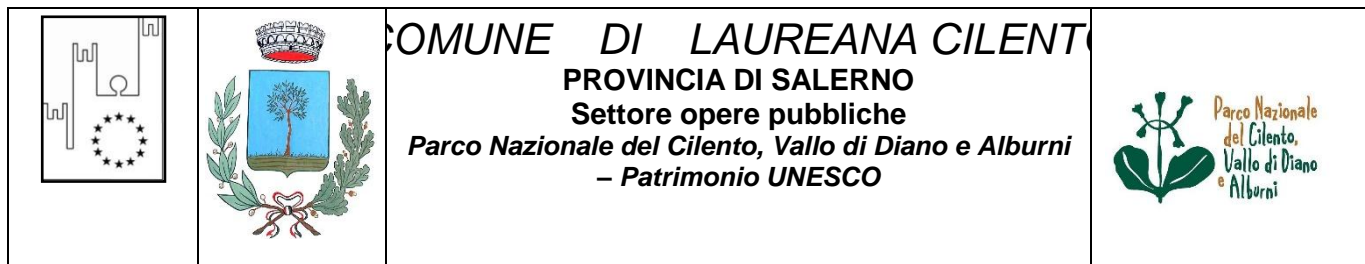 COMUNE DI LAUREANA CILENTO
PROVINCIA DI SALERNO
Settore opere pubbliche
Parco Nazionale del Cilento, Vallo di Diano e Alburni
– Patrimonio UNESCO
Parco Nazionale
del Cilento,
Vallo di Diano
e Alburni